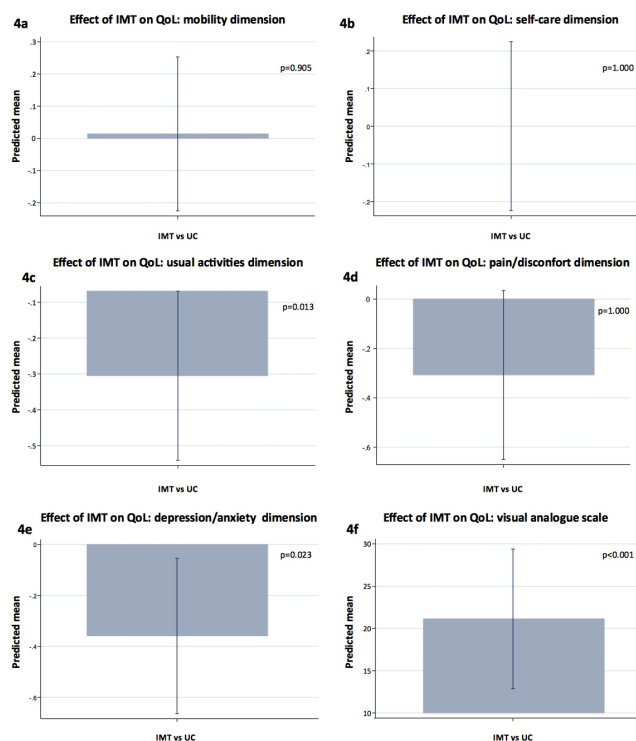 4a
Effect of IMT on QoL: mobility dimension
.3
.2
.1
0
-.1
-.2
Predicted mean
p=0.905
IMT vs UC
4b
Effect of IMT on QoL: self-care dimension
.2
.1
0
-.1
-.2
Predicted mean
p=1.000
IMT vs UC
4c
Effect of IMT on QoL: usual activities dimension
-.1
-.2
-.3
-.4
-.5
Predicted mean
p=0.013
IMT vs UC
4d
Effect of IMT on QoL: pain/disconfort dimension
0
-.2
-.4
-.6
Predicted mean
p=1.000
IMT vs UC
4e
Effect of IMT on QoL: depression/anxiety dimension
0
-.2
-.4
-.6
Predicted mean
p=0.023
IMT vs UC
4f
Effect of IMT on QoL: visual analogue scale
30
25
20
15
10
Predicted mean
p<0.001
IMT vs UC